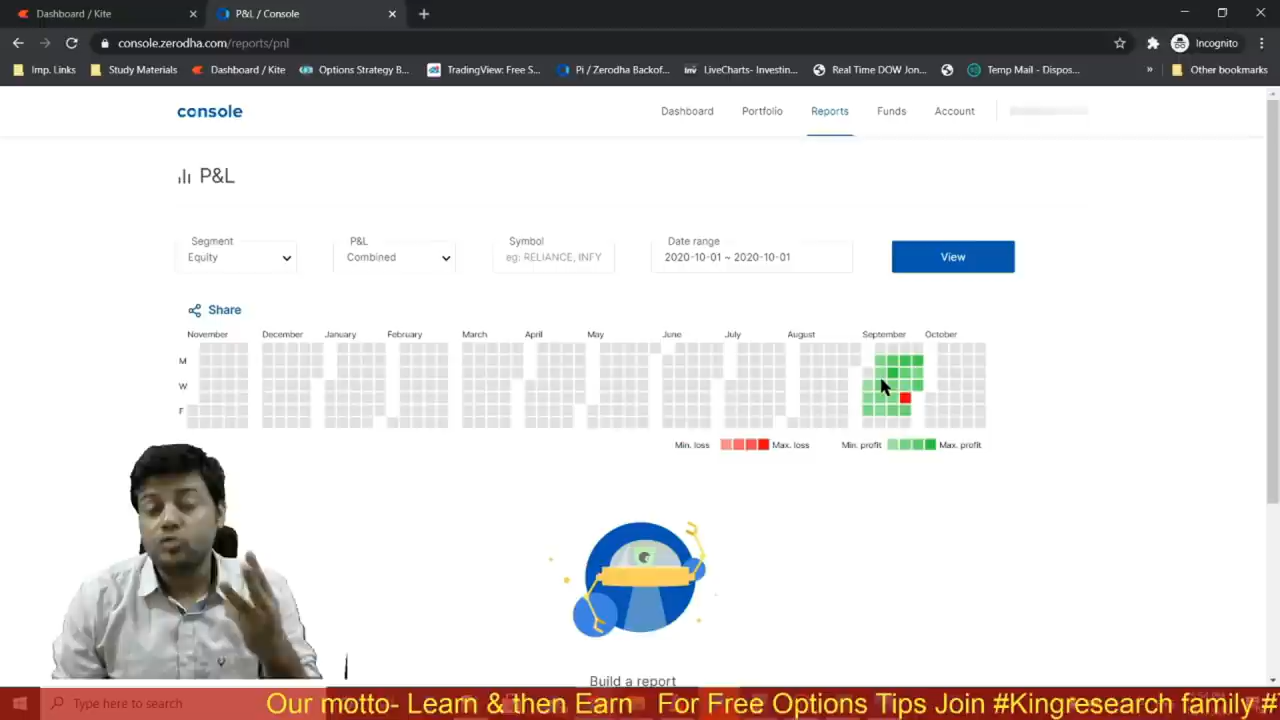 Dashboard / Kite
P&L / Console
console.zerodha.com/reports/pnl
Incognito
Imp. Links
Study Materials
Dashboard / Kite
Options Strategy B...
TradingView: Free S...
Pi / Zerodha Backof...
LiveCharts- Investin...
Real Time DOW Jon...
Temp Mail - Dispos...
Other bookmarks
console
Dashboard
Portfolio
Reports
Funds
Account
P&L
Segment
Equity
P&L
Combined
Symbol
eg: RELIANCE, INFY
Date range
2020-10-01 ~ 2020-10-01
View
Share
November
December
January
February
March
April
May
June
July
August
September
October
M
W
F
Min. loss
Max. loss
Min. profit
Max. profit
Build a report
Type here to search
Our motto- Learn & then Earn For Free Options Tips Join #Kingresearch family #